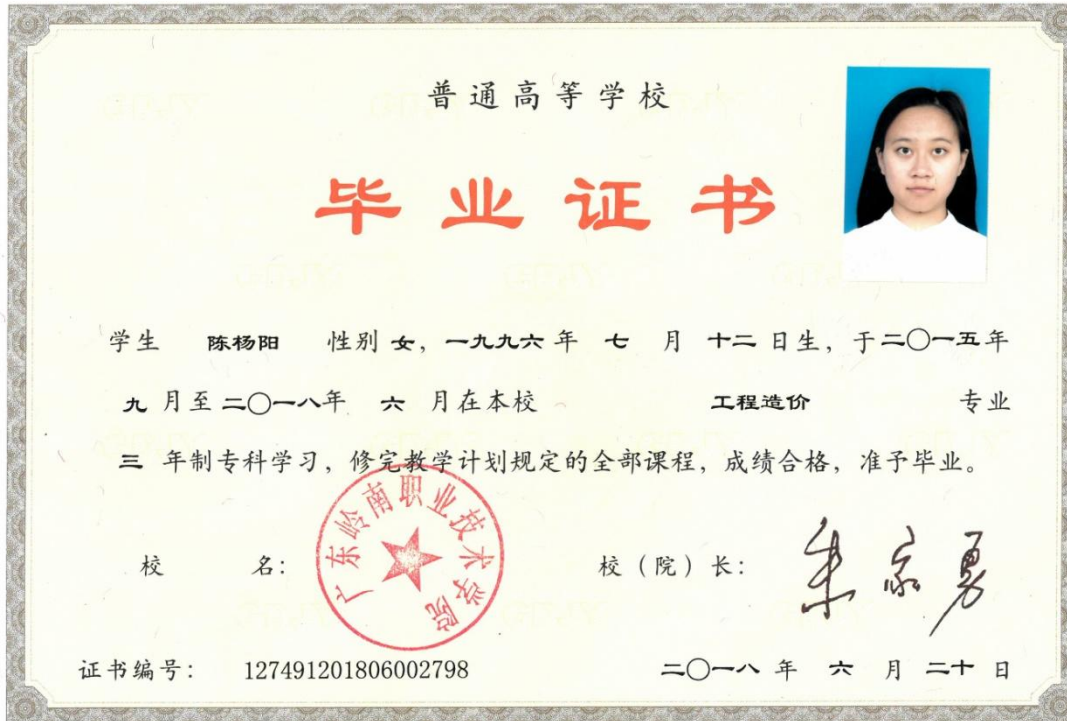 普通高等学校
毕业证书
学生 陈杨阳 性别 女，一九九六 年 七 月 十二 日生，于二〇一五年
九 月至 二〇一八年 六 月在本校 工程造价 专业
三 年制专科学习，修完教学计划规定的全部课程，成绩合格，准予毕业。
校 名：
广东岭南职业技术学院
校（院）长：
证书编号： 127491201806002798
二〇一八 年 六 月 二十 日